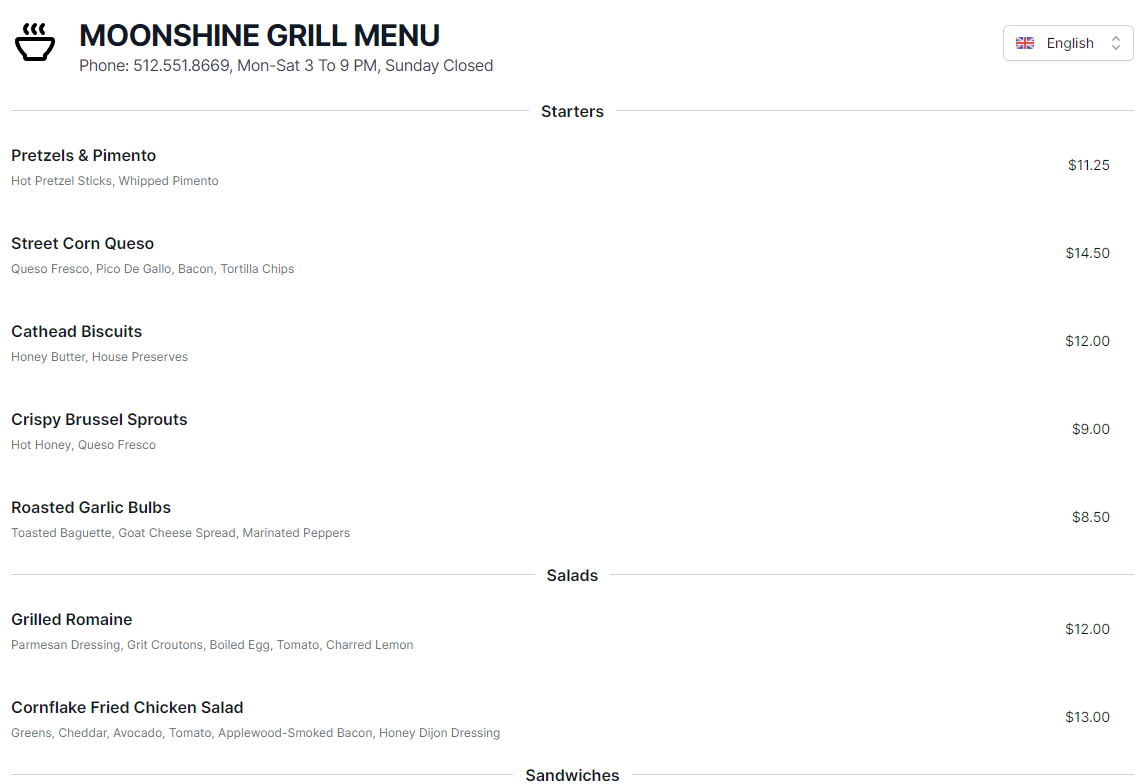 MOONSHINE GRILL MENU
Phone: 512.551.8669, Mon-Sat 3 To 9 PM, Sunday Closed
English
Starters
Pretzels & Pimento
Hot Pretzel Sticks, Whipped Pimento
$11.25
Street Corn Queso
Queso Fresco, Pico De Gallo, Bacon, Tortilla Chips
$14.50
Cathead Biscuits
Honey Butter, House Preserves
$12.00
Crispy Brussel Sprouts
Hot Honey, Queso Fresco
$9.00
Roasted Garlic Bulbs
Toasted Baguette, Goat Cheese Spread, Marinated Peppers
$8.50
Salads
Grilled Romaine
Parmesan Dressing, Grit Croutons, Boiled Egg, Tomato, Charred Lemon
$12.00
Cornflake Fried Chicken Salad
Greens, Cheddar, Avocado, Tomato, Applewood-Smoked Bacon, Honey Dijon Dressing
$13.00
Sandwiches